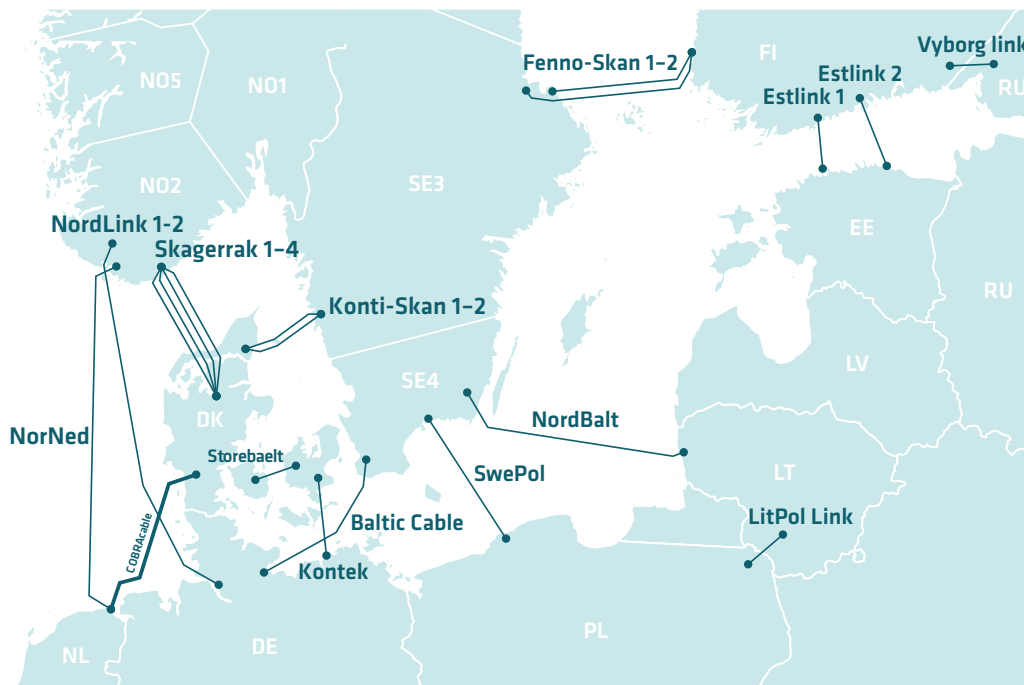 Vyborg link
Fenno-Skan 1–2
FI
Estlink 2
NO5
NO1
Estlink 1
RU
NO2
SE3
NordLink 1-2
EE
Skagerrak 1–4
RU
Konti-Skan 1–2
LV
SE4
DK
NordBalt
NorNed
Storebaelt
SwePol
LT
LitPol Link
Baltic Cable
COBRAcable
Kontek
PL
DE
NL